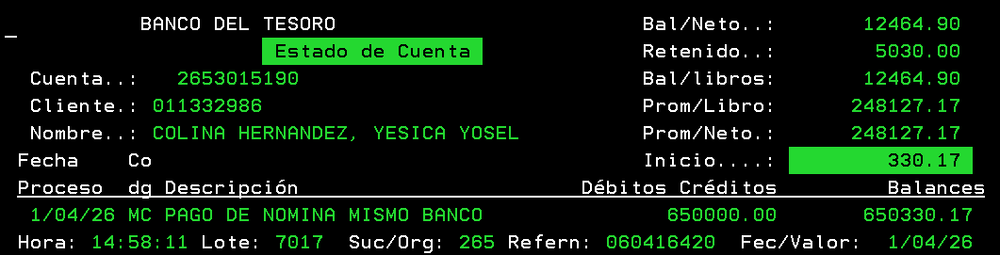 BANCO DEL TESORO Bal/Neto..: 12464.90
Estado de Cuenta Retenido..: 5030.00
Cuenta..: 2653015190 Bal/libros: 12464.90
Cliente.: 011332986 Prom/Libro: 248127.17
Nombre..: COLINA HERNANDEZ, YESICA YOSEL Prom/Neto.: 248127.17
Fecha Co Inicio....: 330.17
Proceso dg Descripción Débitos Créditos Balances
1/04/26 MC PAGO DE NOMINA MISMO BANCO 650000.00 650330.17
Hora: 14:58:11 Lote: 7017 Suc/Org: 265 Refern: 060416420 Fec/Valor: 1/04/26